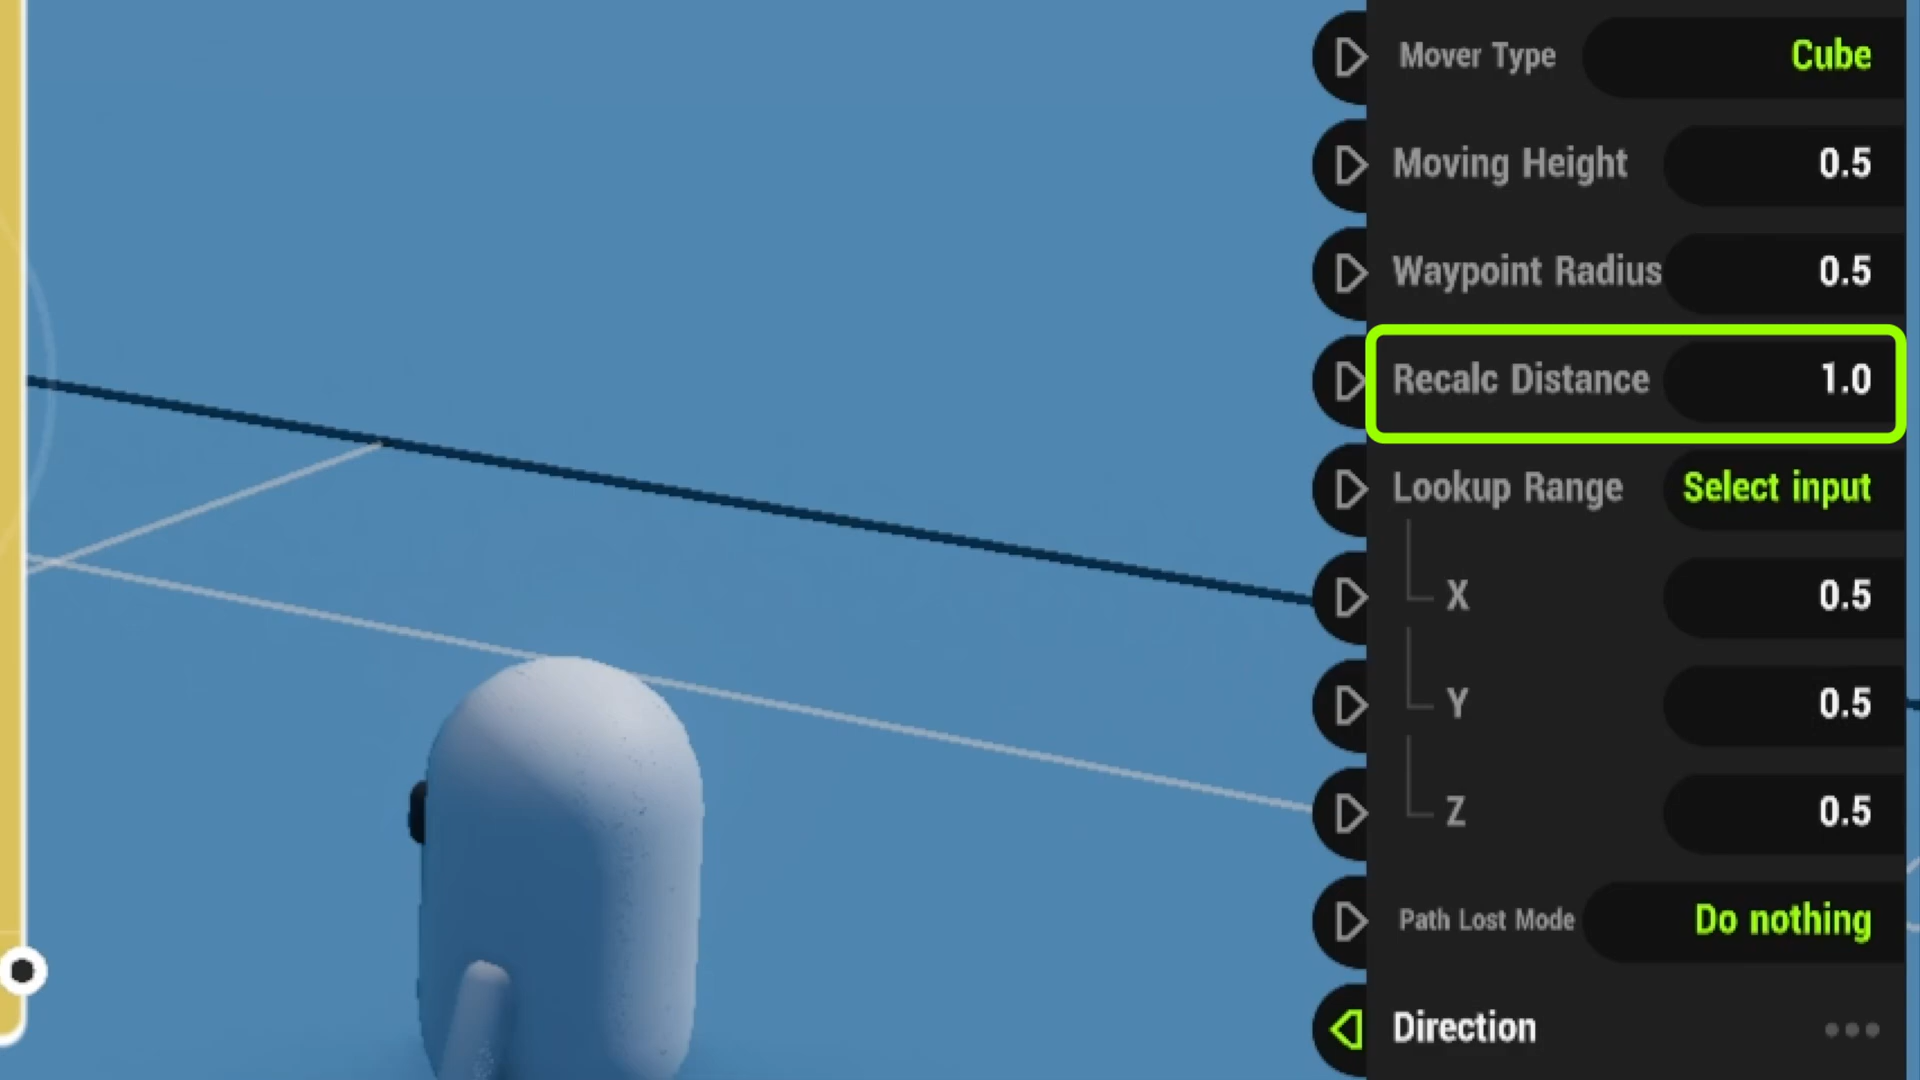 Mover Type Cube
Moving Height 0.5
Waypoint Radius 0.5
Recalc Distance 1.0
Lookup Range Select input
X 0.5
Y 0.5
Z 0.5
Path Lost Mode Do nothing
Direction